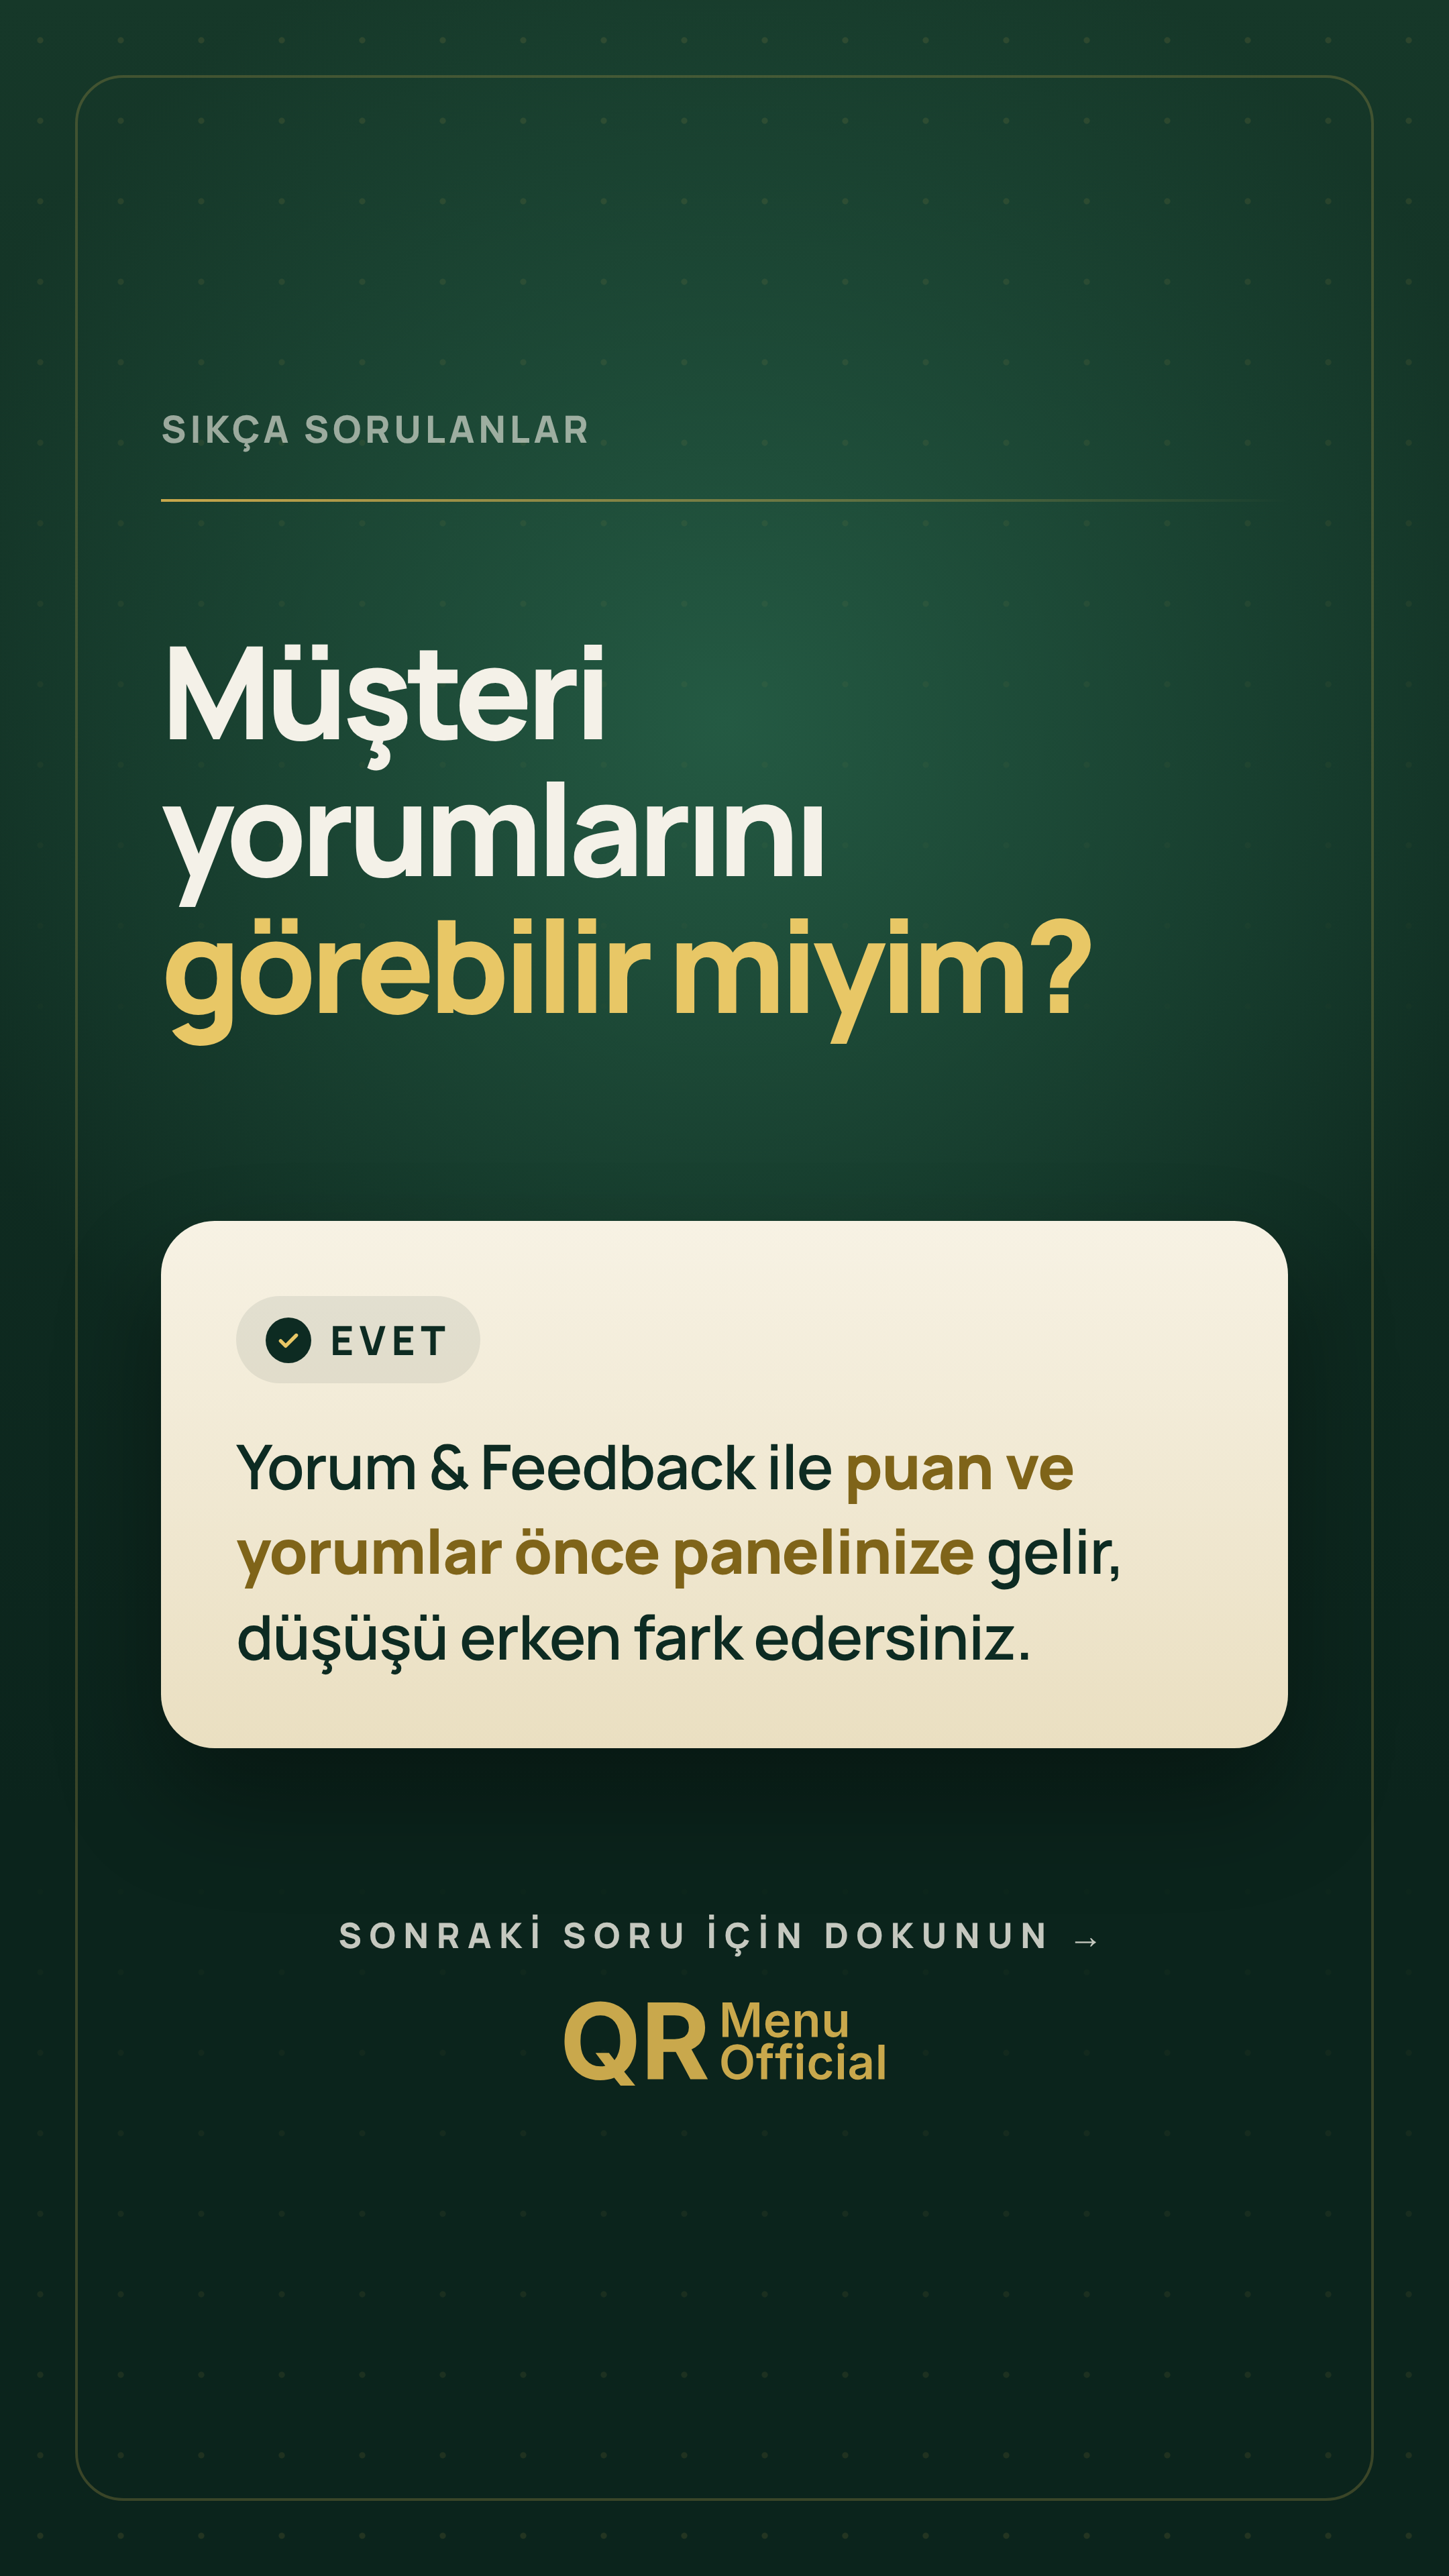 SIKÇA SORULANLAR
Müşteri
yorumlarını
görebilir miyim?
EVET
Yorum & Feedback ile puan ve
yorumlar önce panelinize gelir,
düşüşü erken fark edersiniz.
SONRAKİ SORU İÇİN DOKUNUN →
QR Menu
Official